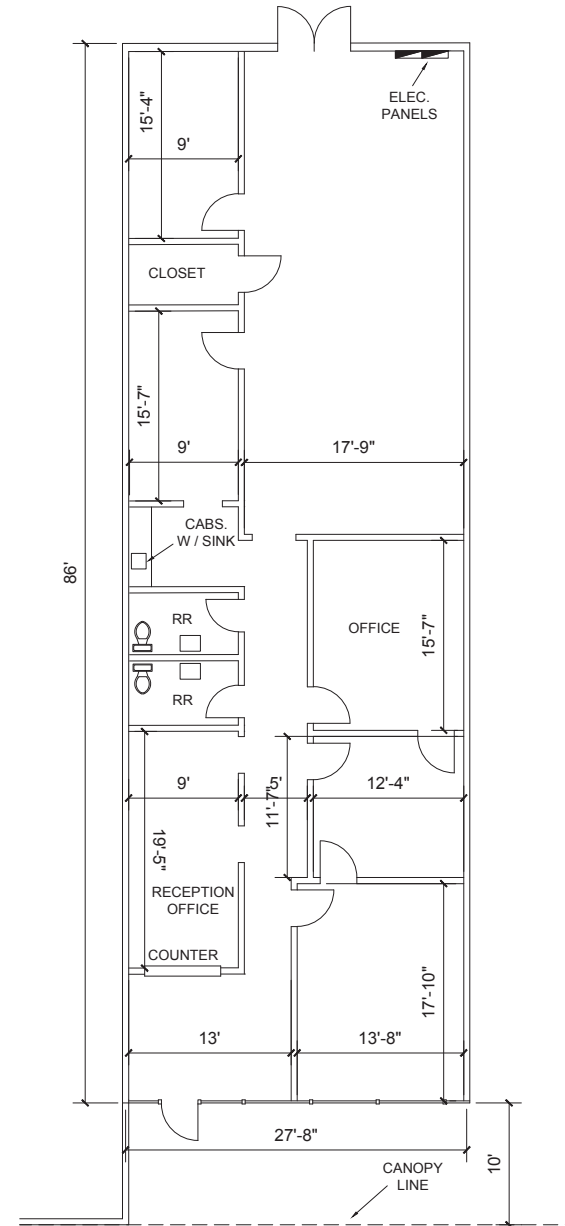 ELEC.
PANELS
15'-4"
9'
CLOSET
15'-7"
9'
17'-9"
CABS.
W / SINK
86'
RR
OFFICE
15'-7"
RR
9'
5'
12'-4"
11'-7"
19'-5"
RECEPTION
OFFICE
COUNTER
17'-10"
13'
13'-8"
27'-8"
10'
CANOPY
LINE